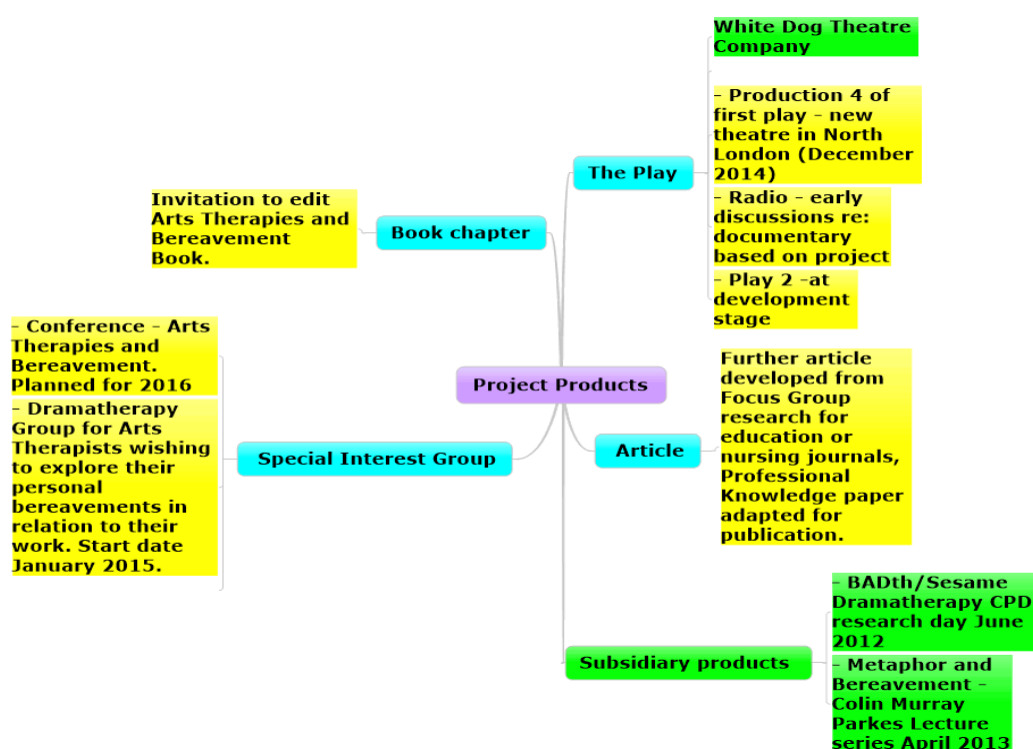 White Dog Theatre
Company
- Production 4 of
first play - new
theatre in North
London (December
2014)
The Play
- Radio - early
discussions re:
documentary
based on project
- Play 2 -at
development
stage
Invitation to edit
Arts Therapies and
Bereavement
Book.
Book chapter
- Conference - Arts
Therapies and
Bereavement.
Planned for 2016
- Dramatherapy
Group for Arts
Therapists wishing
to explore their
personal
bereavements in
relation to their
work. Start date
January 2015.
Special Interest Group
Project Products
Article
Further article
developed from
Focus Group
research for
education or
nursing journals,
Professional
Knowledge paper
adapted for
publication.
Subsidiary products
- BADth/Sesame
Dramatherapy CPD
research day June
2012
- Metaphor and
Bereavement -
Colin Murray
Parkes Lecture
series April 2013